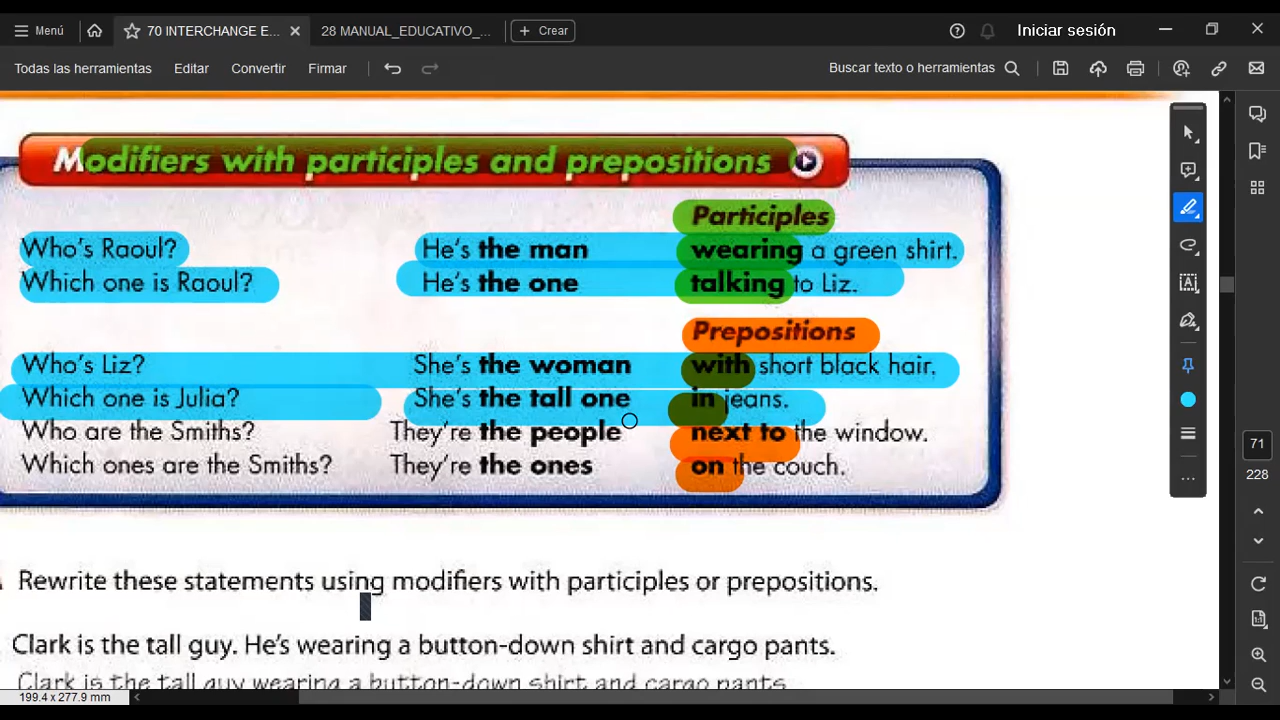 Menú 70 INTERCHANGE E... 28 MANUAL_EDUCATIVO_... Crear Iniciar sesión
Todas las herramientas Editar Convertir Firmar Buscar texto o herramientas
Modifiers with participles and prepositions
Participles
Who's Raoul? He's the man wearing a green shirt.
Which one is Raoul? He's the one talking to Liz.
Prepositions
Who's Liz? She's the woman with short black hair.
Which one is Julia? She's the tall one in jeans.
Who are the Smiths? They're the people next to the window.
Which ones are the Smiths? They're the ones on the couch.
71
228
Rewrite these statements using modifiers with participles or prepositions.
Clark is the tall guy. He's wearing a button-down shirt and cargo pants.
Clark is the tall guy wearing a button-down shirt and cargo pants.
199.4 x 277.9 mm